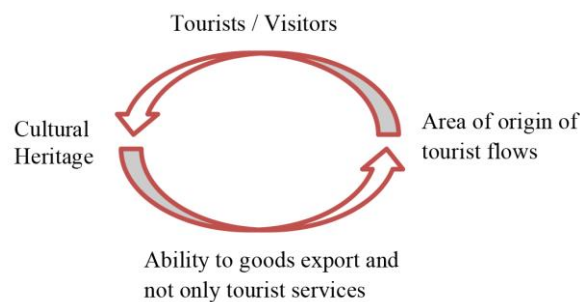 Tourists / Visitors
Cultural
Heritage
Area of origin of
tourist flows
Ability to goods export and
not only tourist services